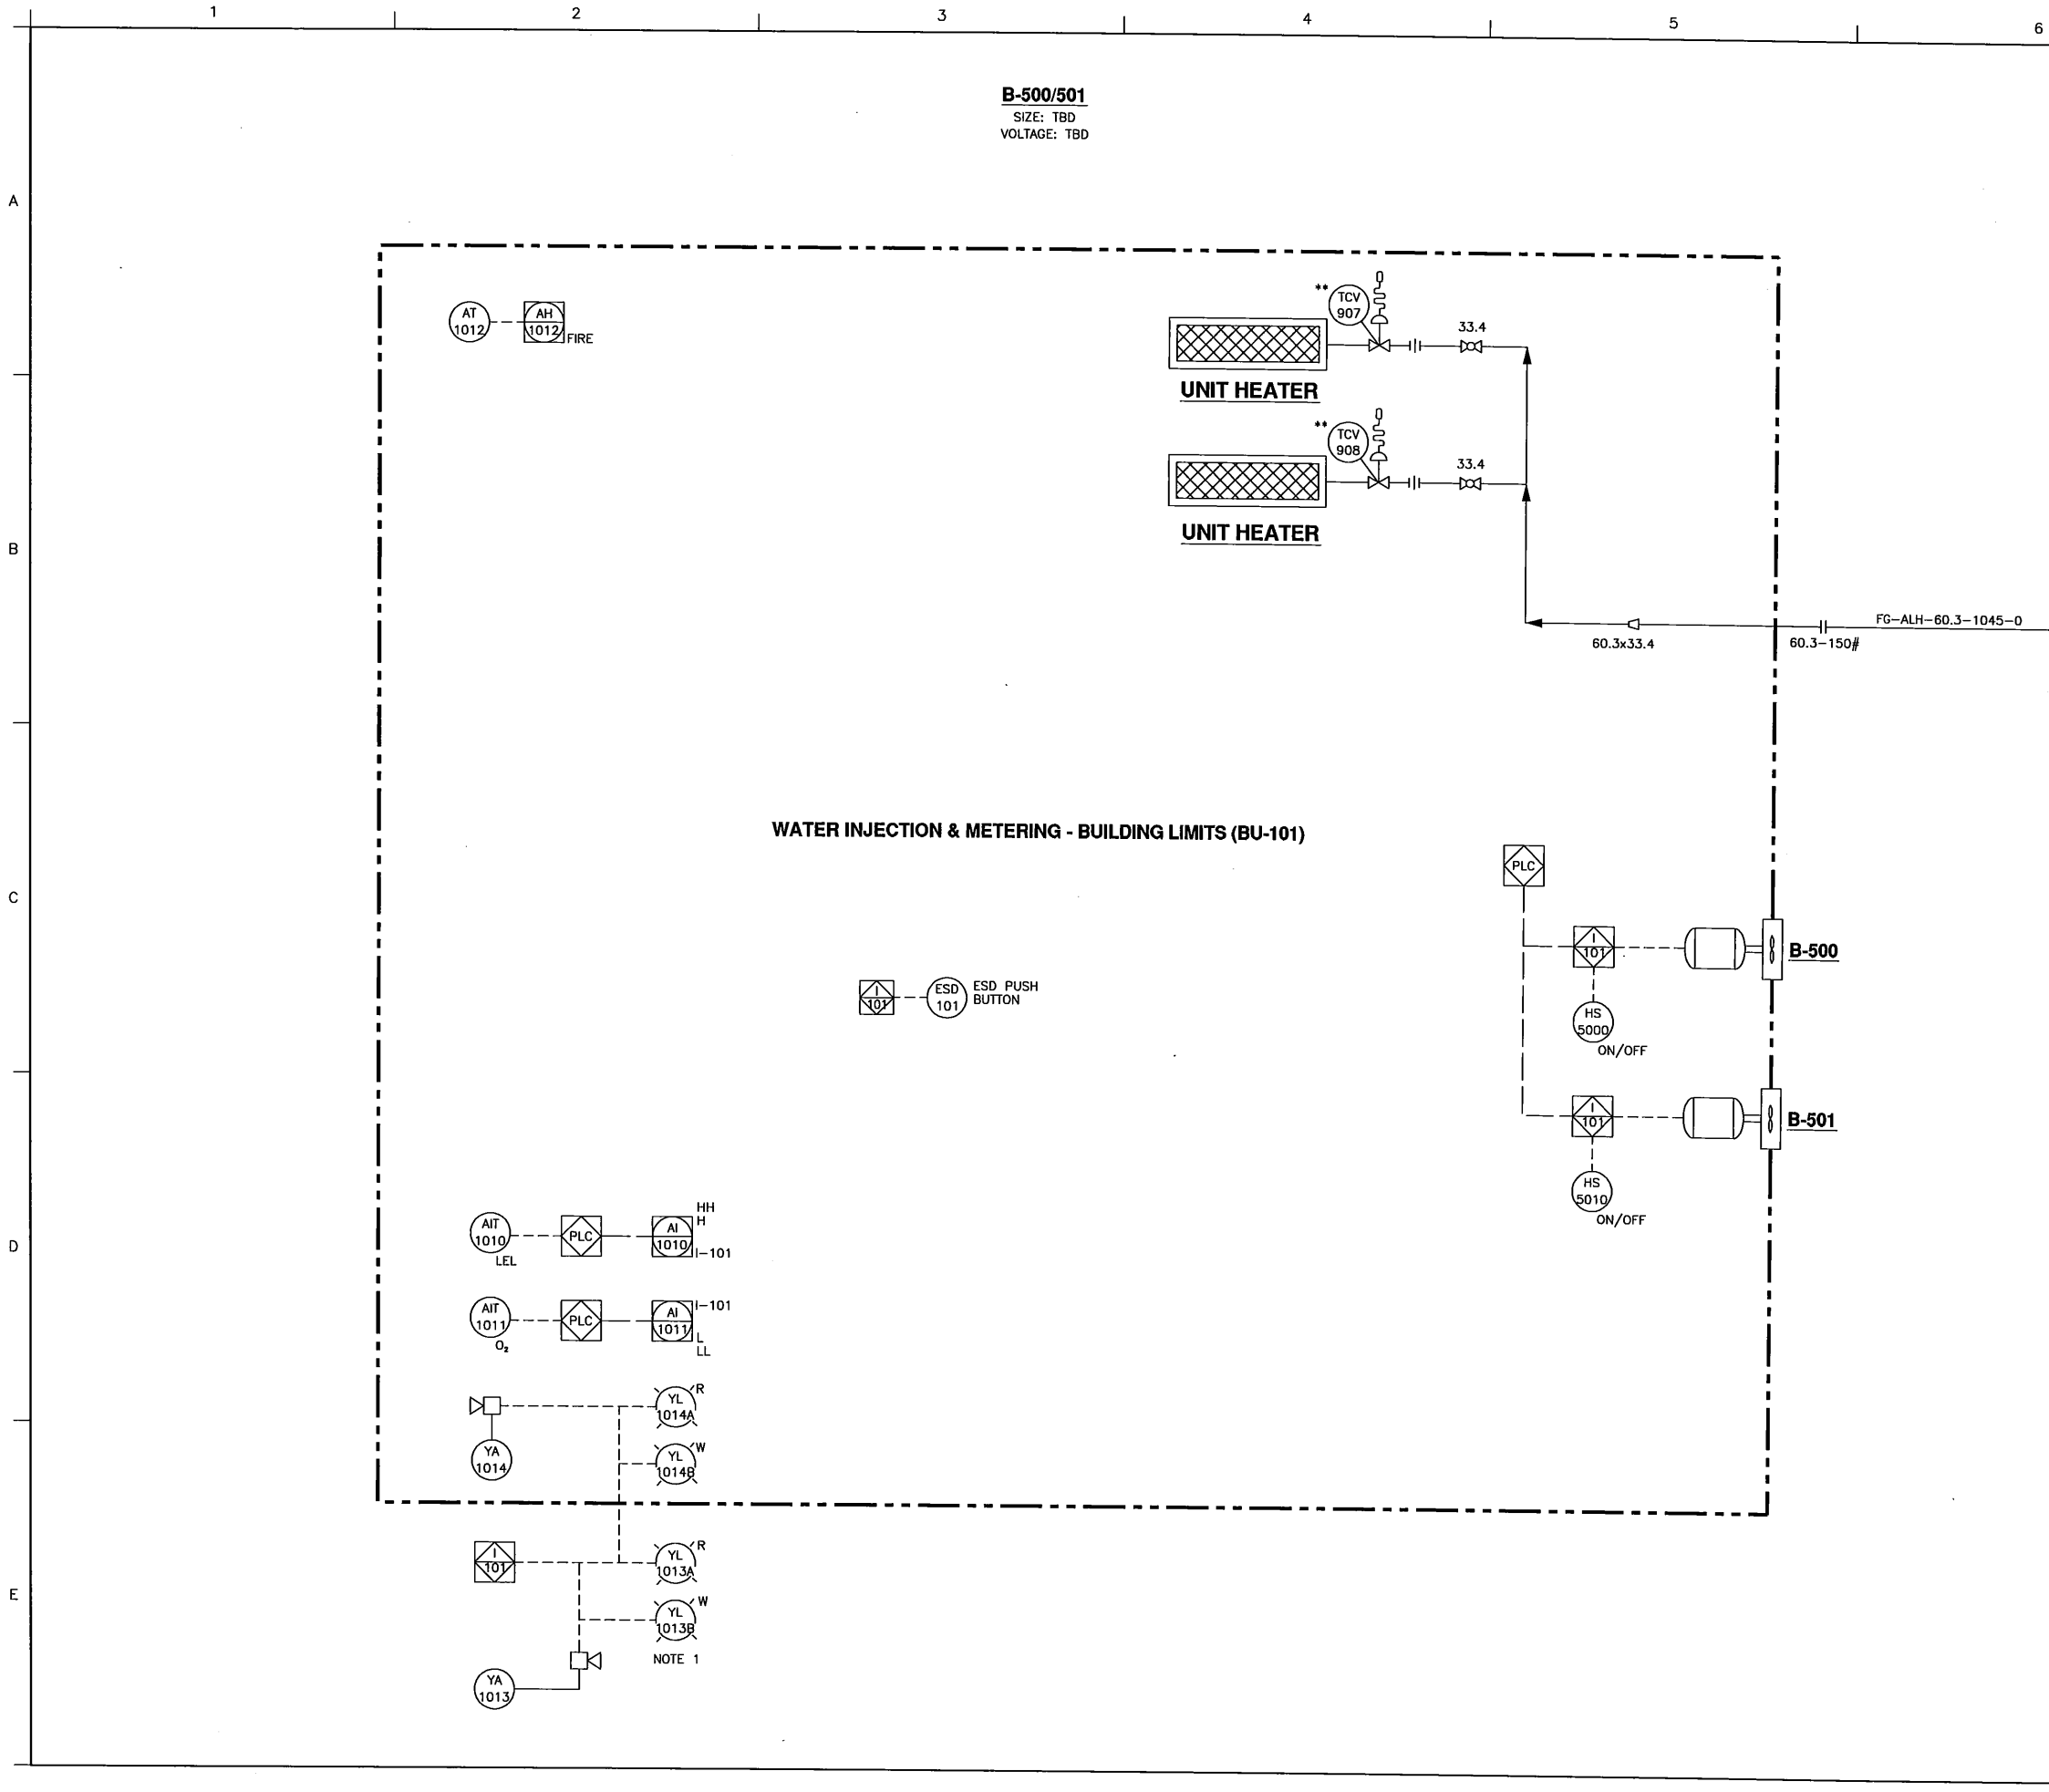 1 2 3 4 5 6
B-500/501
SIZE: TBD
VOLTAGE: TBD
A
AT
1012
AH
1012
FIRE
**
TCV
907
33.4
UNIT HEATER
**
TCV
908
33.4
UNIT HEATER
B
FG-ALH-60.3-1045-0
60.3x33.4
60.3-150#
WATER INJECTION & METERING - BUILDING LIMITS (BU-101)
PLC
C
I
101
B-500
I
101
ESD
101
ESD PUSH
BUTTON
HS
5000
ON/OFF
I
101
B-501
HS
5010
ON/OFF
D
AIT
1010
LEL
PLC
AI
1010
HH
H
I-101
AIT
1011
O₂
PLC
AI
1011
I-101
L
LL
YL
1014A
R
YA
1014
YL
1014B
W
I
101
YL
1013A
R
E
YL
1013B
W
NOTE 1
YA
1013